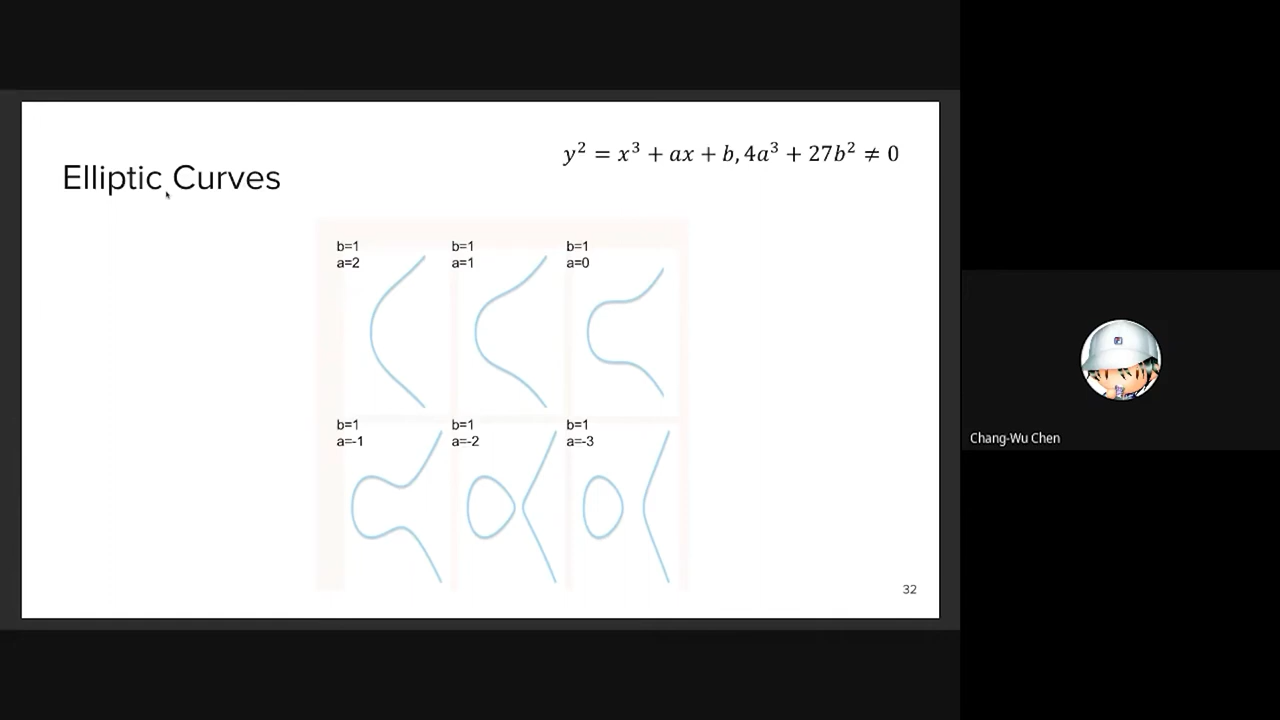 y² = x³ + ax + b, 4a³ + 27b² ≠ 0
Elliptic Curves
b=1
a=2
b=1
a=1
b=1
a=0
b=1
a=-1
b=1
a=-2
b=1
a=-3
32
Chang-Wu Chen